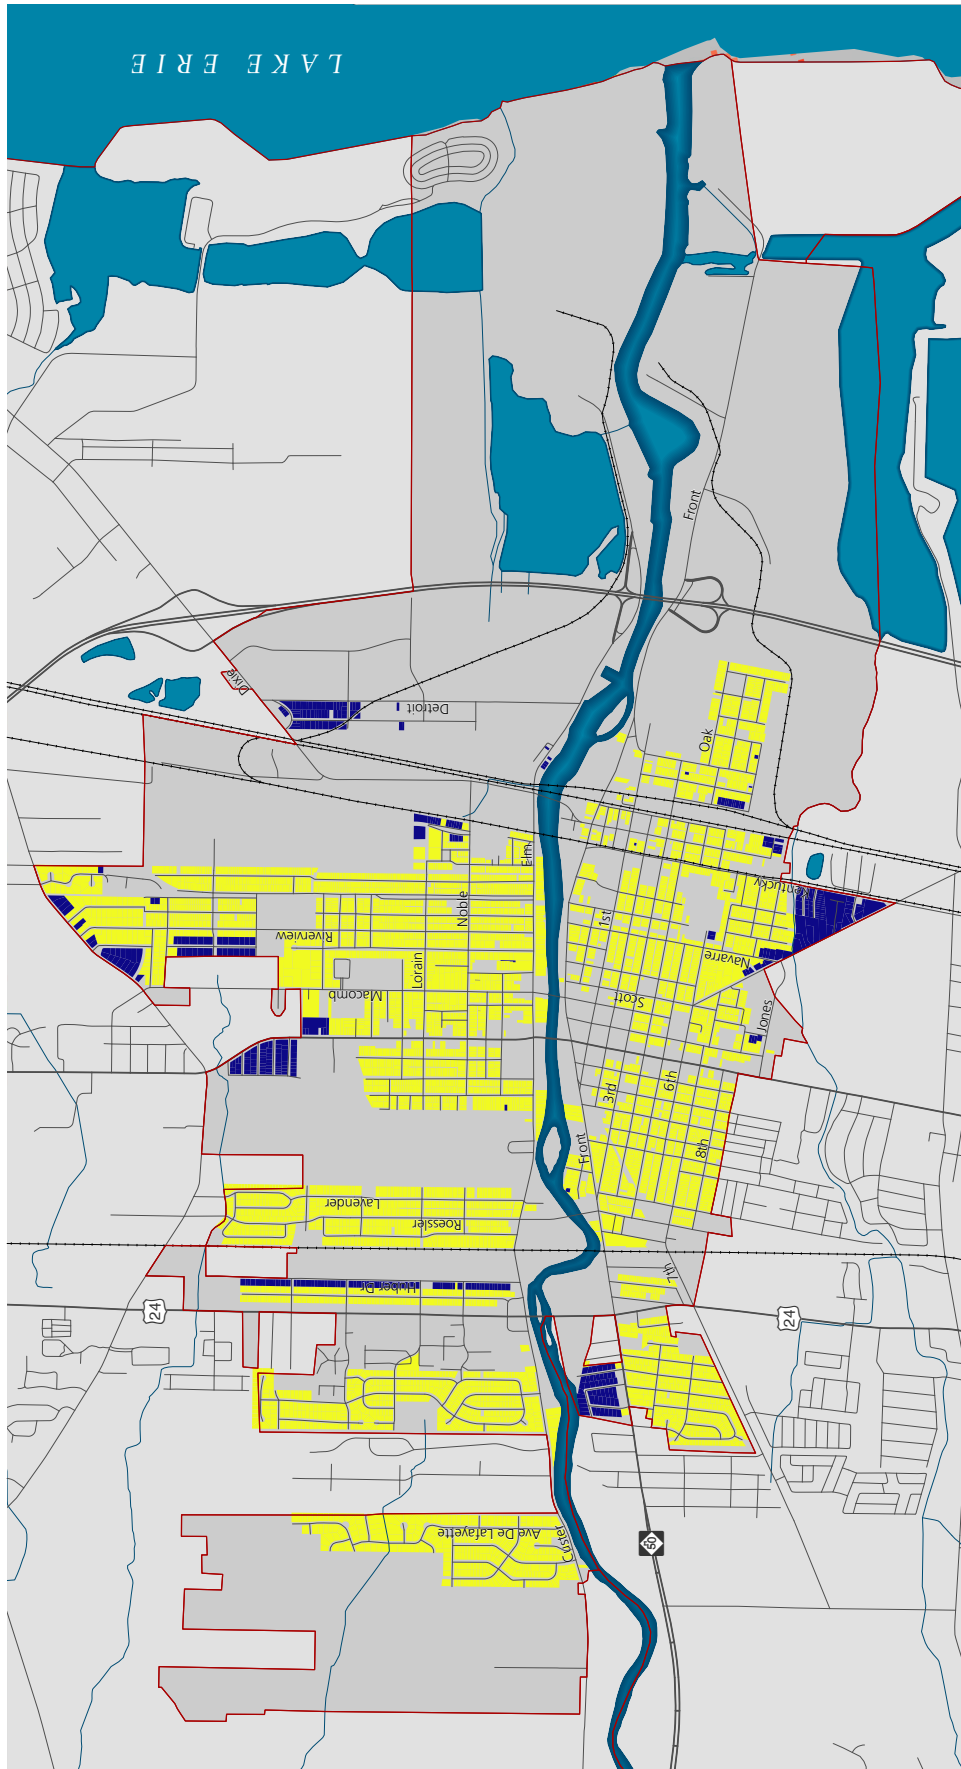 LAKE ERIE
Front
Dixie
Detroit
Oak
Elm
Kentucky
Noble
1st
Riverview
Navarre
Lorain
Macomb
Scott
Jones
3rd
6th
Front
8th
Lavender
Roessler
7th
Huber Dr
24
24
Ave De Lafayette
Custer
50